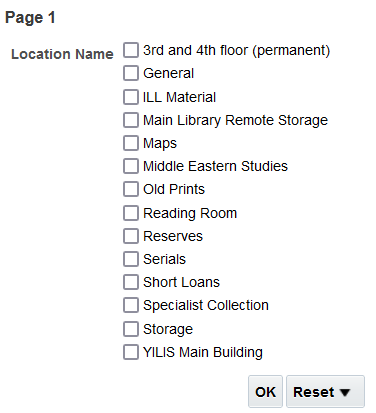 Page 1
Location Name
3rd and 4th floor (permanent)
General
ILL Material
Main Library Remote Storage
Maps
Middle Eastern Studies
Old Prints
Reading Room
Reserves
Serials
Short Loans
Specialist Collection
Storage
YILIS Main Building
OK Reset